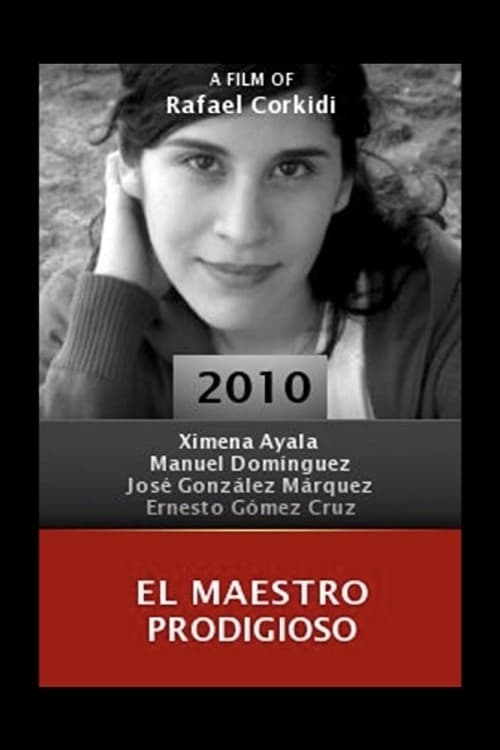 A FILM OF
Rafael Corkidi
2010
Ximena Ayala
Manuel Domínguez
José González Márquez
Ernesto Gómez Cruz
EL MAESTRO
PRODIGIOSO